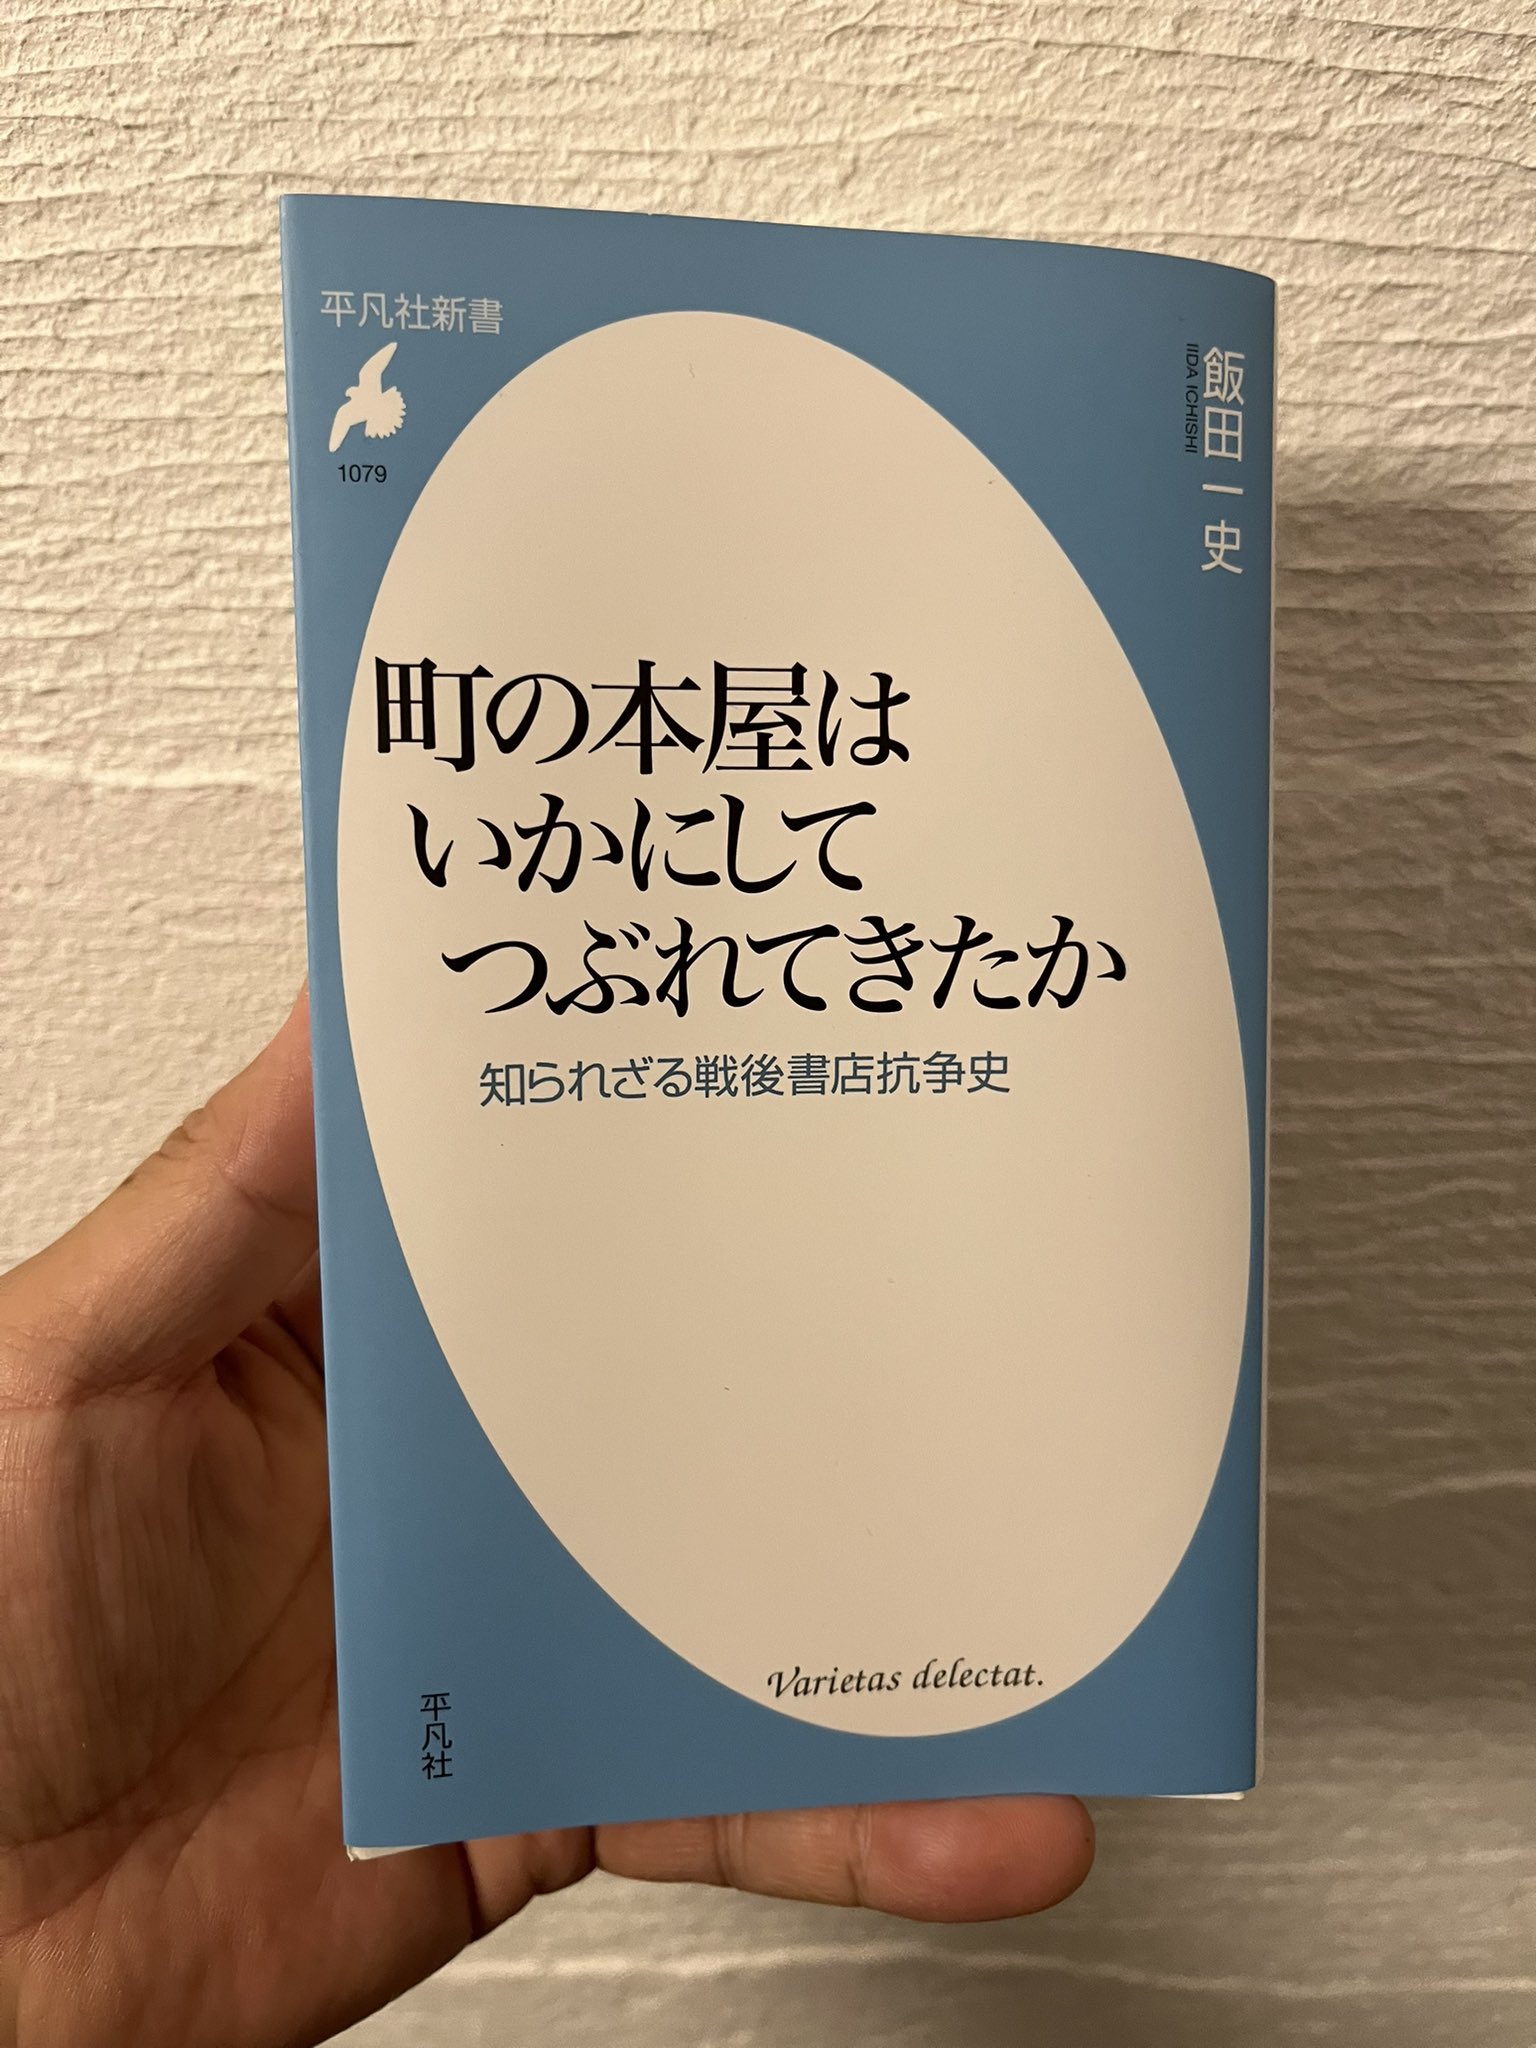 平凡社新書
1079
飯田一史
IIDA ICHISHI
町の本屋は
いかにして
つぶれてきたか
知られざる戦後書店抗争史
Varietas delectat.
平凡社